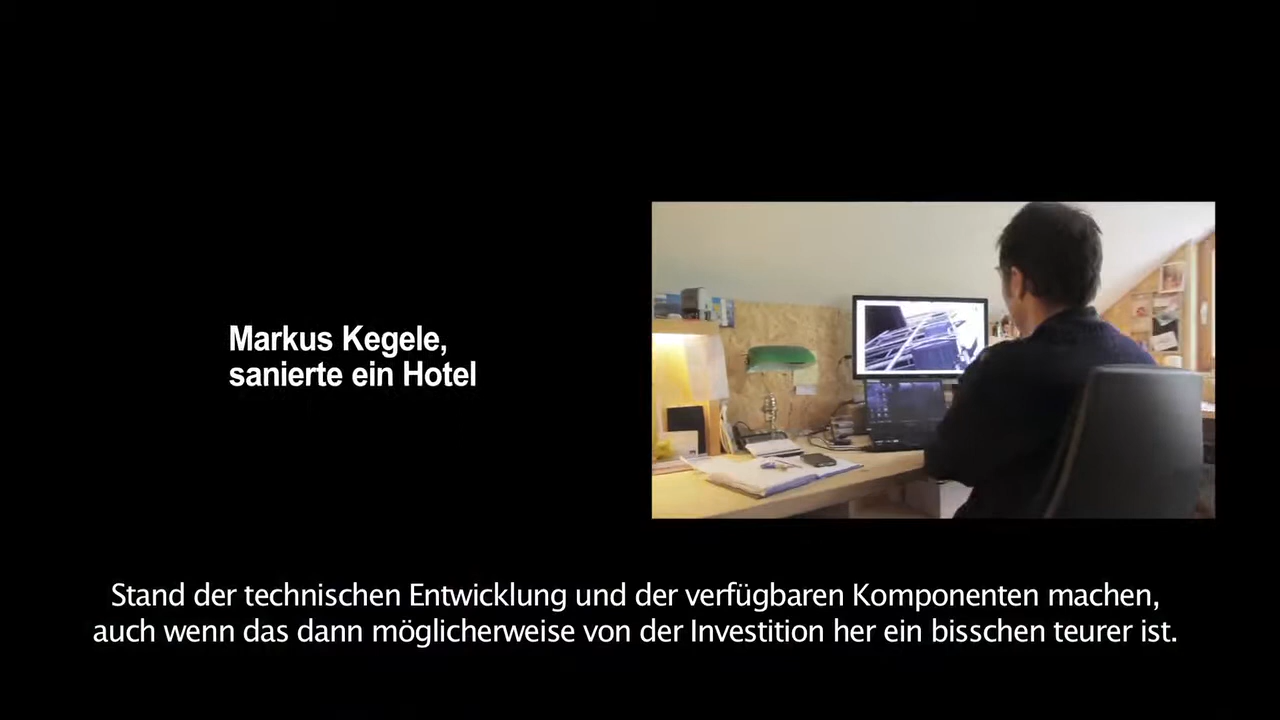 Markus Kegele,
sanierte ein Hotel
Stand der technischen Entwicklung und der verfügbaren Komponenten machen,
auch wenn das dann möglicherweise von der Investition her ein bisschen teurer ist.